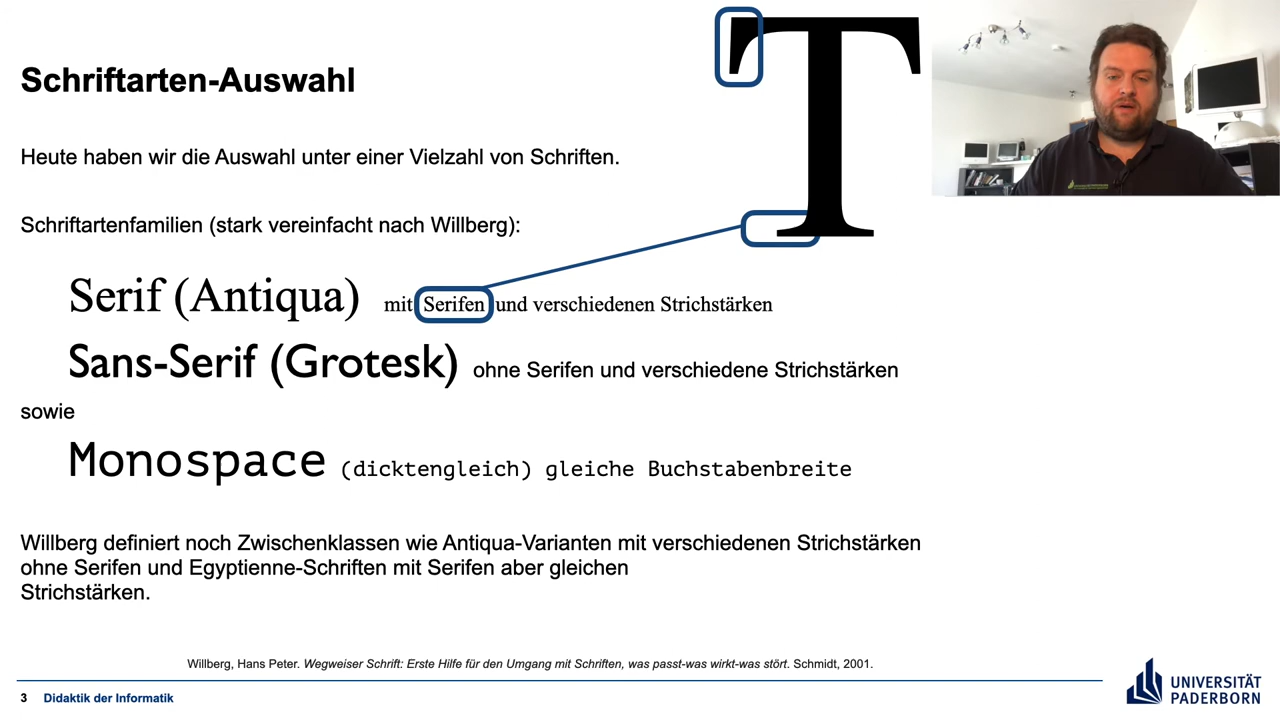 T
Schriftarten-Auswahl
Heute haben wir die Auswahl unter einer Vielzahl von Schriften.
Schriftartenfamilien (stark vereinfacht nach Willberg):
Serif (Antiqua) mit Serifen und verschiedenen Strichstärken
Sans-Serif (Grotesk) ohne Serifen und verschiedene Strichstärken
sowie
Monospace (dicktengleich) gleiche Buchstabenbreite
Willberg definiert noch Zwischenklassen wie Antiqua-Varianten mit verschiedenen Strichstärken
ohne Serifen und Egyptienne-Schriften mit Serifen aber gleichen
Strichstärken.
Willberg, Hans Peter. Wegweiser Schrift: Erste Hilfe für den Umgang mit Schriften, was passt-was wirkt-was stört. Schmidt, 2001.
3 Didaktik der Informatik
UNIVERSITÄT
PADERBORN